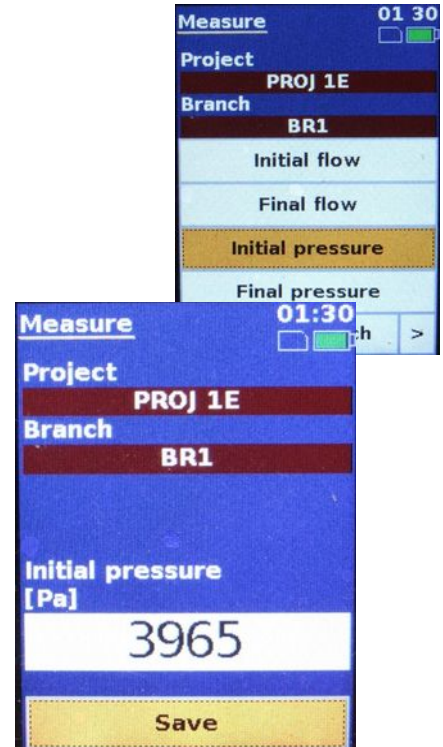 Measure 01 30
Project
PROJ 1E
Branch
BR1
Initial flow
Final flow
Initial pressure
Final pressure
h >
Measure 01:30
Project
PROJ 1E
Branch
BR1
Initial pressure
[Pa]
3965
Save